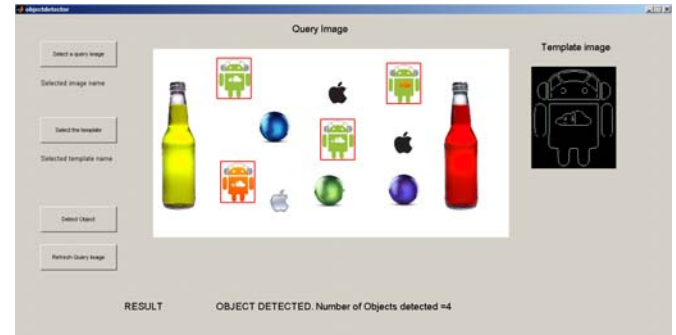 objectdetector
Query Image
Template image
Select a query image
Selected image name
Select the template
Selected template name
Detect Object
Refresh Query Image
RESULT OBJECT DETECTED. Number of Objects detected =4